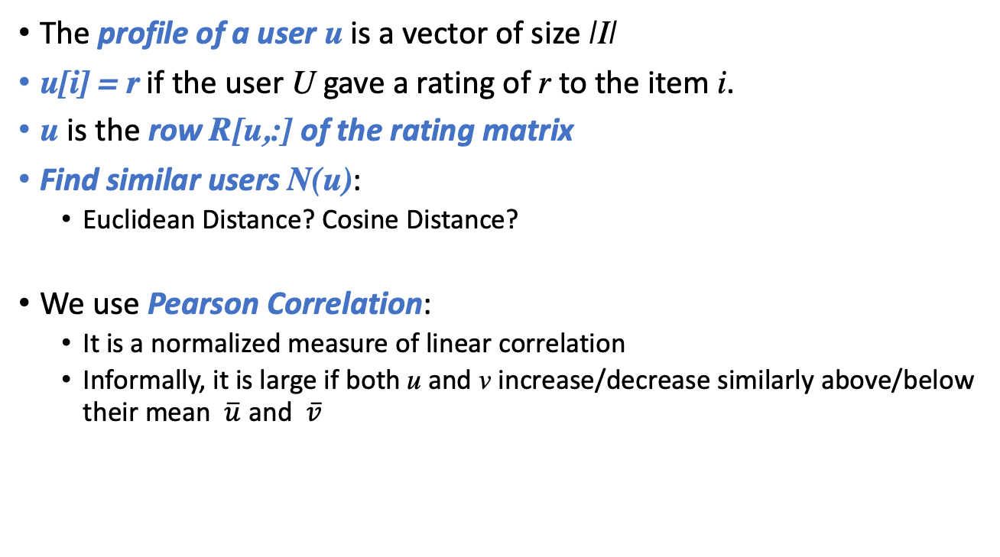 • The profile of a user u is a vector of size |I|
• u[i] = r if the user U gave a rating of r to the item i.
• u is the row R[u,:] of the rating matrix
• Find similar users N(u):
• Euclidean Distance? Cosine Distance?
• We use Pearson Correlation:
• It is a normalized measure of linear correlation
• Informally, it is large if both u and v increase/decrease similarly above/below
their mean u̅ and v̅